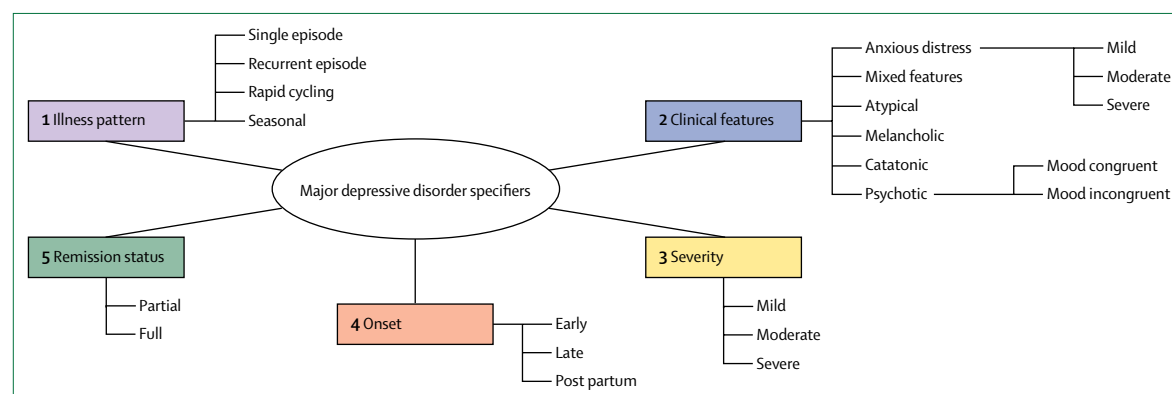 1 Illness pattern
Single episode
Recurrent episode
Rapid cycling
Seasonal
2 Clinical features
Anxious distress
Mild
Moderate
Severe
Mixed features
Atypical
Melancholic
Catatonic
Psychotic
Mood congruent
Mood incongruent
Major depressive disorder specifiers
5 Remission status
Partial
Full
4 Onset
Early
Late
Post partum
3 Severity
Mild
Moderate
Severe